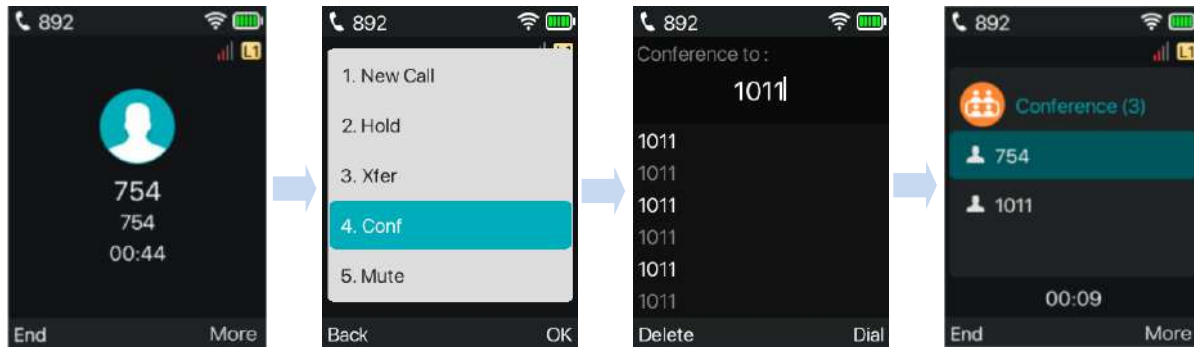 892
L1
754
754
00:44
End More
892
1. New Call
2. Hold
3. Xfer
4. Conf
5. Mute
Back OK
892
Conference to :
1011
1011
1011
1011
1011
1011
1011
Delete Dial
892
L1
Conference (3)
754
1011
00:09
End More